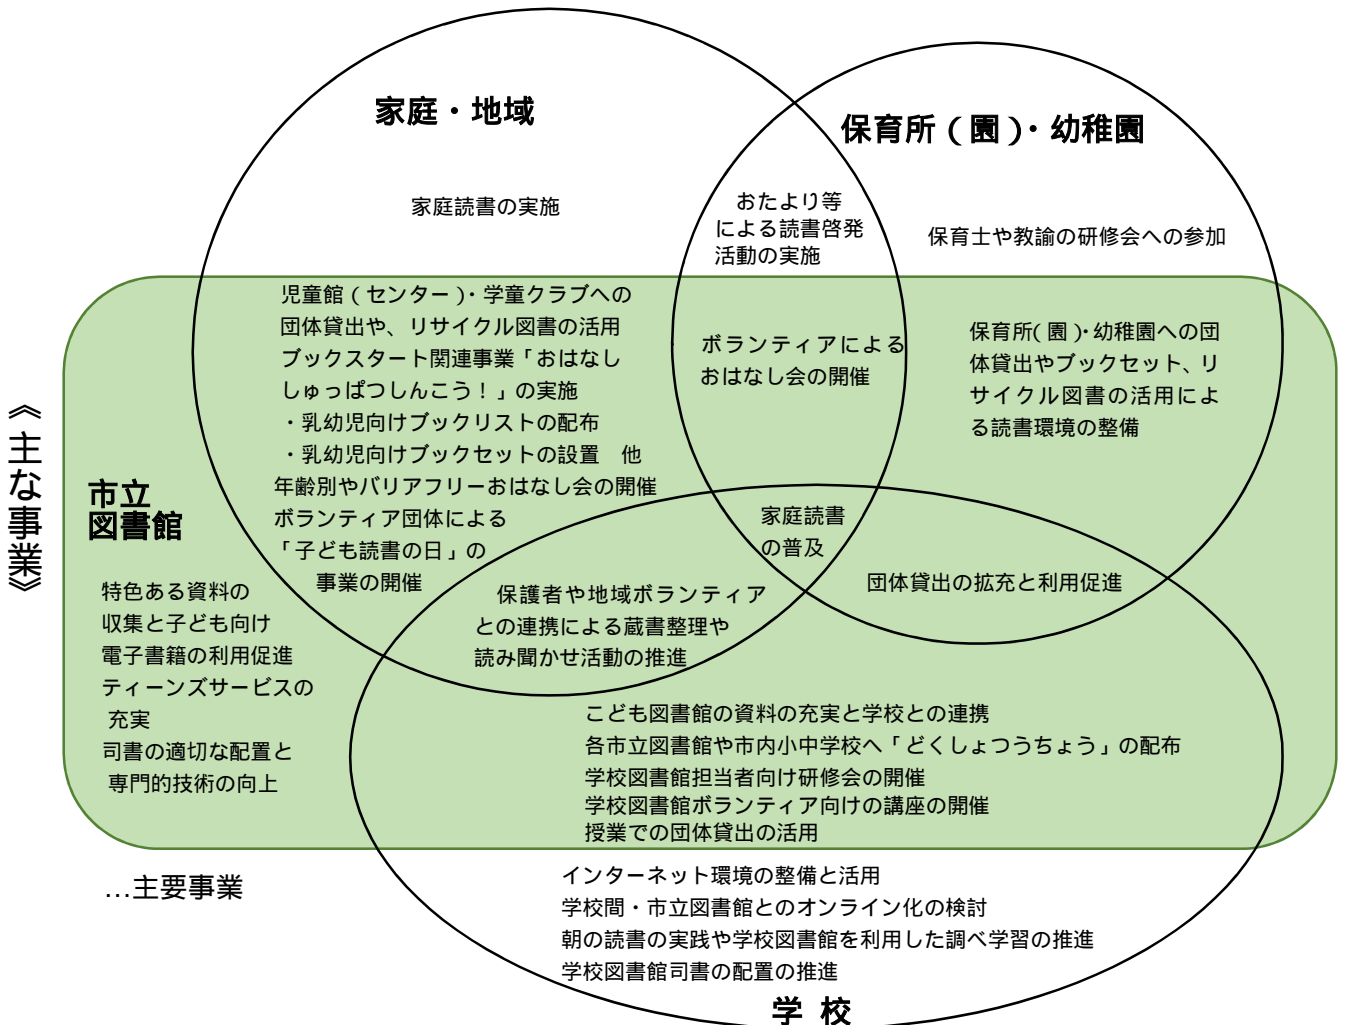 家庭・地域
保育所（園）・幼稚園
家庭読書の実施
おたより等
による読書啓発
活動の実施
保育士や教諭の研修会への参加
児童館（センター）・学童クラブへの
団体貸出や、リサイクル図書の活用
ブックスタート関連事業「おはなし
しゅっぱつしんこう！」の実施
・乳幼児向けブックリストの配布
・乳幼児向けブックセットの設置　他
年齢別やバリアフリーおはなし会の開催
ボランティア団体による
「子ども読書の日」の
事業の開催
ボランティアによる
おはなし会の開催
保育所（園）・幼稚園への団
体貸出やブックセット、リ
サイクル図書の活用によ
る読書環境の整備
《主な事業》
市立
図書館
特色ある資料の
収集と子ども向け
電子書籍の利用促進
ティーンズサービスの
充実
司書の適切な配置と
専門的技術の向上
家庭読書
の普及
団体貸出の拡充と利用促進
保護者や地域ボランティア
との連携による蔵書整理や
読み聞かせ活動の推進
こども図書館の資料の充実と学校との連携
各市立図書館や市内小中学校へ「どくしょつうちょう」の配布
学校図書館担当者向け研修会の開催
学校図書館ボランティア向けの講座の開催
授業での団体貸出の活用
…主要事業
インターネット環境の整備と活用
学校間・市立図書館とのオンライン化の検討
朝の読書の実践や学校図書館を利用した調べ学習の推進
学校図書館司書の配置の推進
学 校